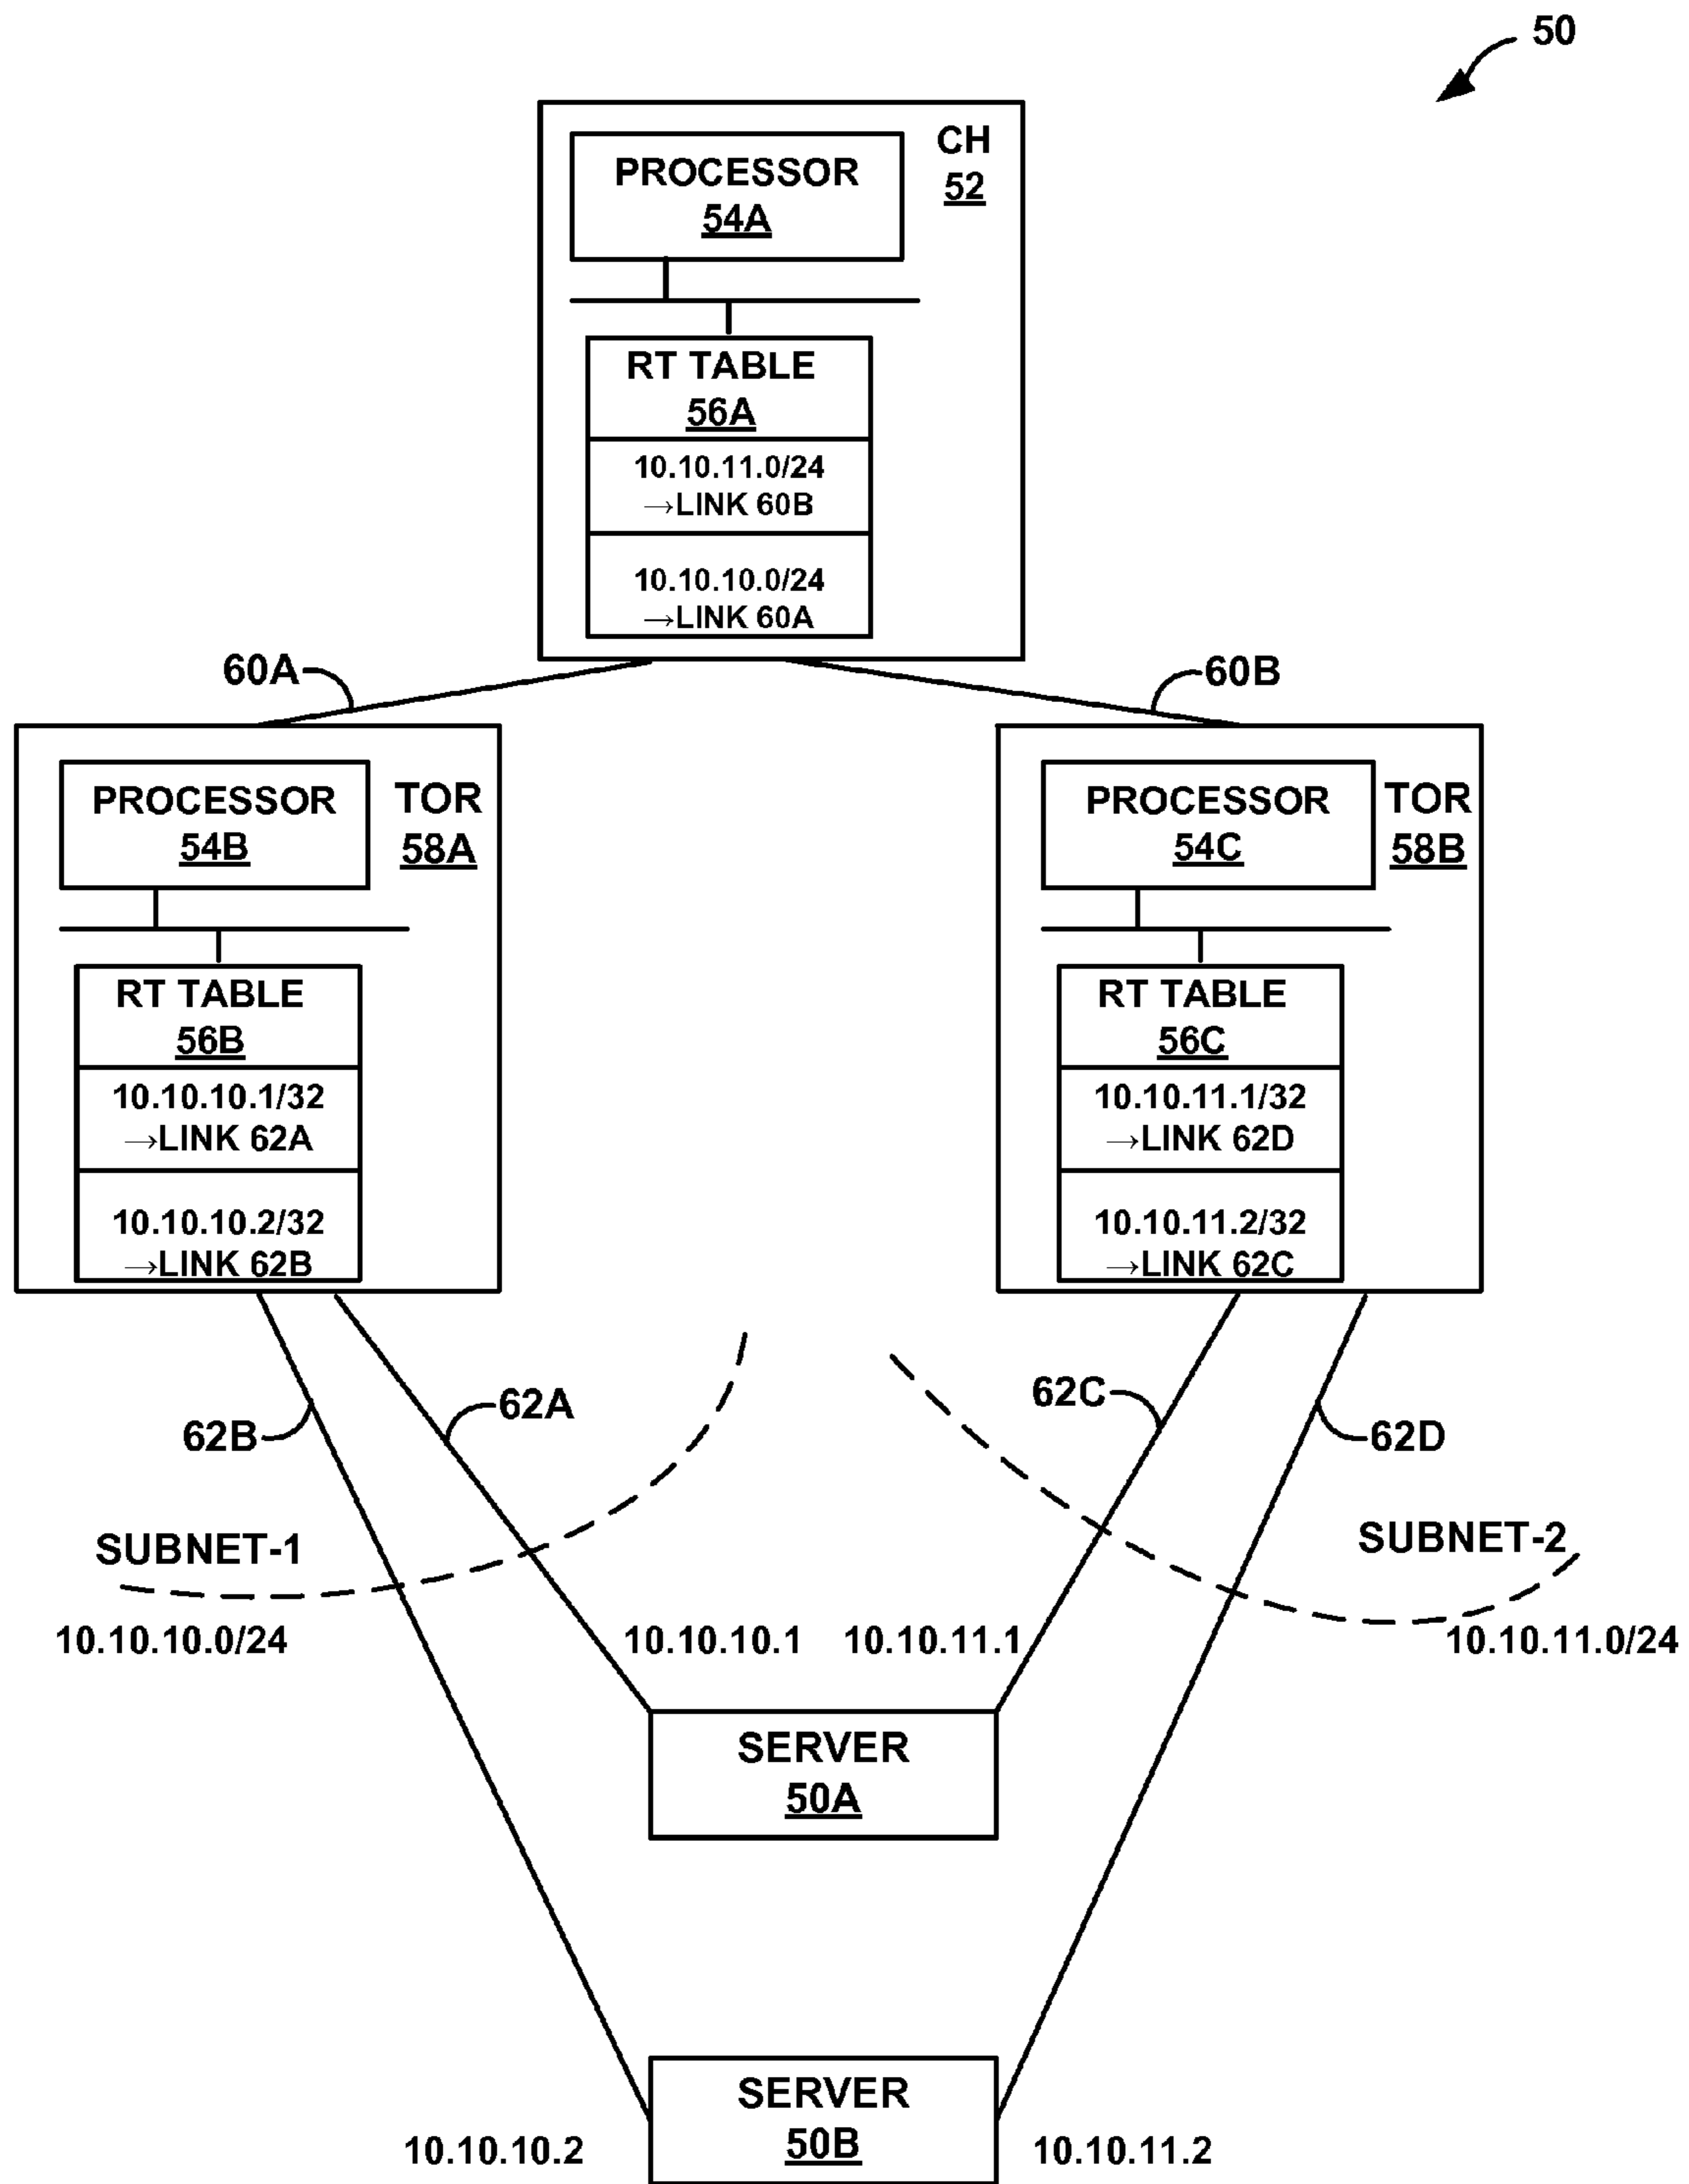 50
CH
52
PROCESSOR
54A
RT TABLE
56A
10.10.11.0/24
→LINK 60B
10.10.10.0/24
→LINK 60A
60A
60B
PROCESSOR
54B
TOR
58A
RT TABLE
56B
10.10.10.1/32
→LINK 62A
10.10.10.2/32
→LINK 62B
PROCESSOR
54C
TOR
58B
RT TABLE
56C
10.10.11.1/32
→LINK 62D
10.10.11.2/32
→LINK 62C
62B
62A
62C
62D
SUBNET-1
SUBNET-2
10.10.10.0/24
10.10.10.1
10.10.11.1
10.10.11.0/24
SERVER
50A
SERVER
50B
10.10.10.2
10.10.11.2